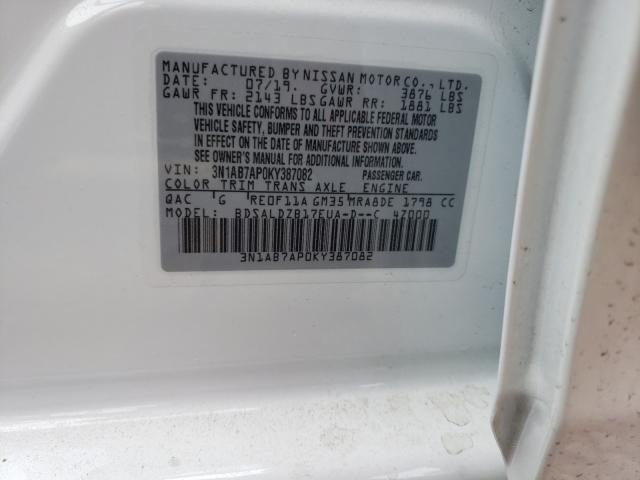 MANUFACTURED BY NISSAN MOTOR CO., LTD.
DATE: 07/19. GVWR: 3876 LBS
GAWR FR: 2143 LBS GAWR RR: 1881 LBS
THIS VEHICLE CONFORMS TO ALL APPLICABLE FEDERAL MOTOR
VEHICLE SAFETY, BUMPER AND THEFT PREVENTION STANDARDS
IN EFFECT ON THE DATE OF MANUFACTURE SHOWN ABOVE.
SEE OWNER'S MANUAL FOR ADDITIONAL INFORMATION.
VIN: 3N1AB7AP0KY387082 PASSENGER CAR.
COLOR TRIM TRANS AXLE ENGINE
QAC G RE0F11A GM35 MRA8DE 1798 CC
MODEL: BDSALDZB17EUA-D--C 4Z000
3N1AB7AP0KY387082